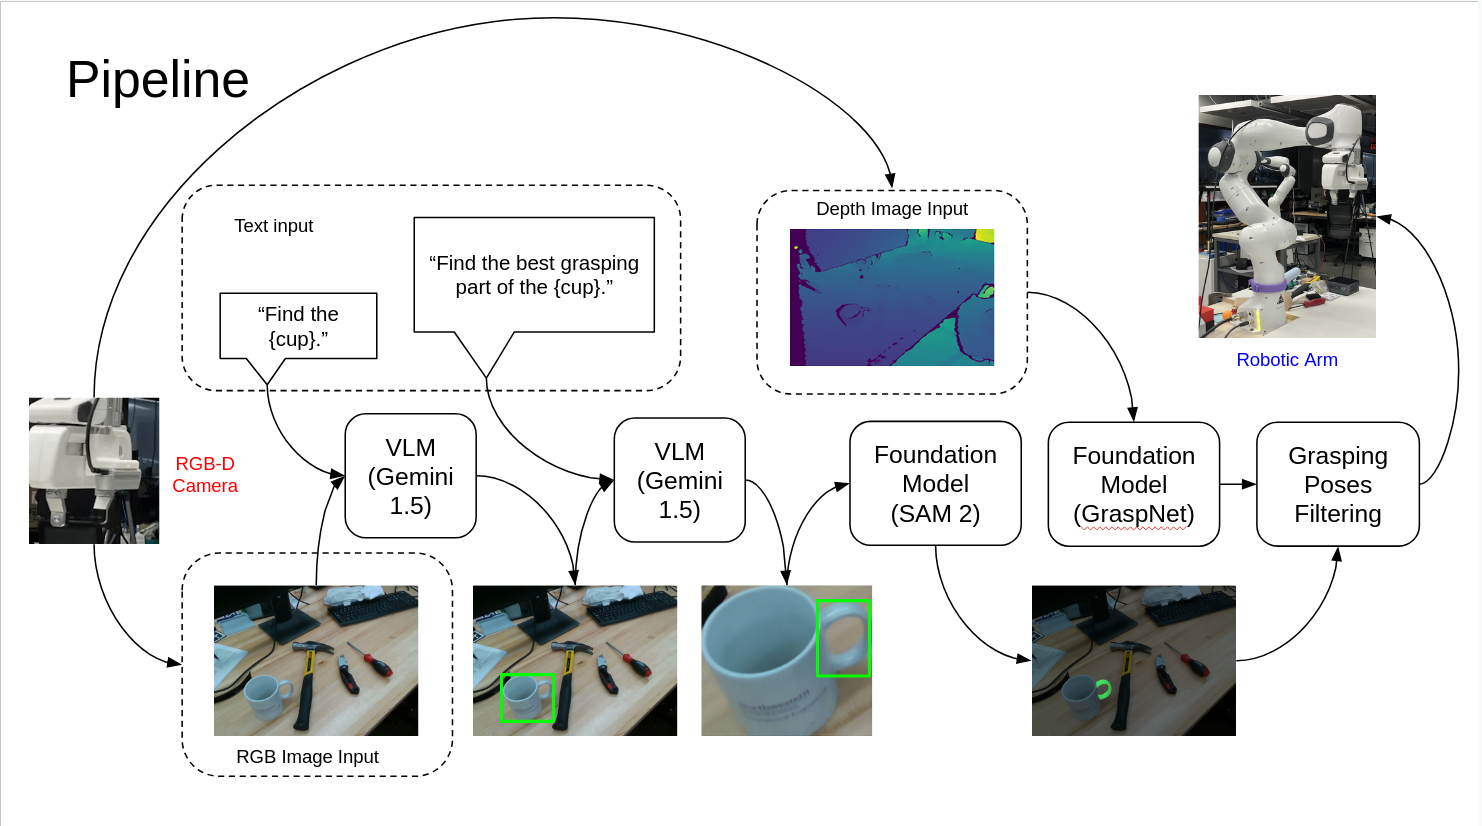 Pipeline
Text input
“Find the
{cup}.”
“Find the best grasping
part of the {cup}.”
Depth Image Input
Robotic Arm
RGB-D
Camera
VLM
(Gemini
1.5)
VLM
(Gemini
1.5)
Foundation
Model
(SAM 2)
Foundation
Model
(GraspNet)
Grasping
Poses
Filtering
RGB Image Input
Northwestern